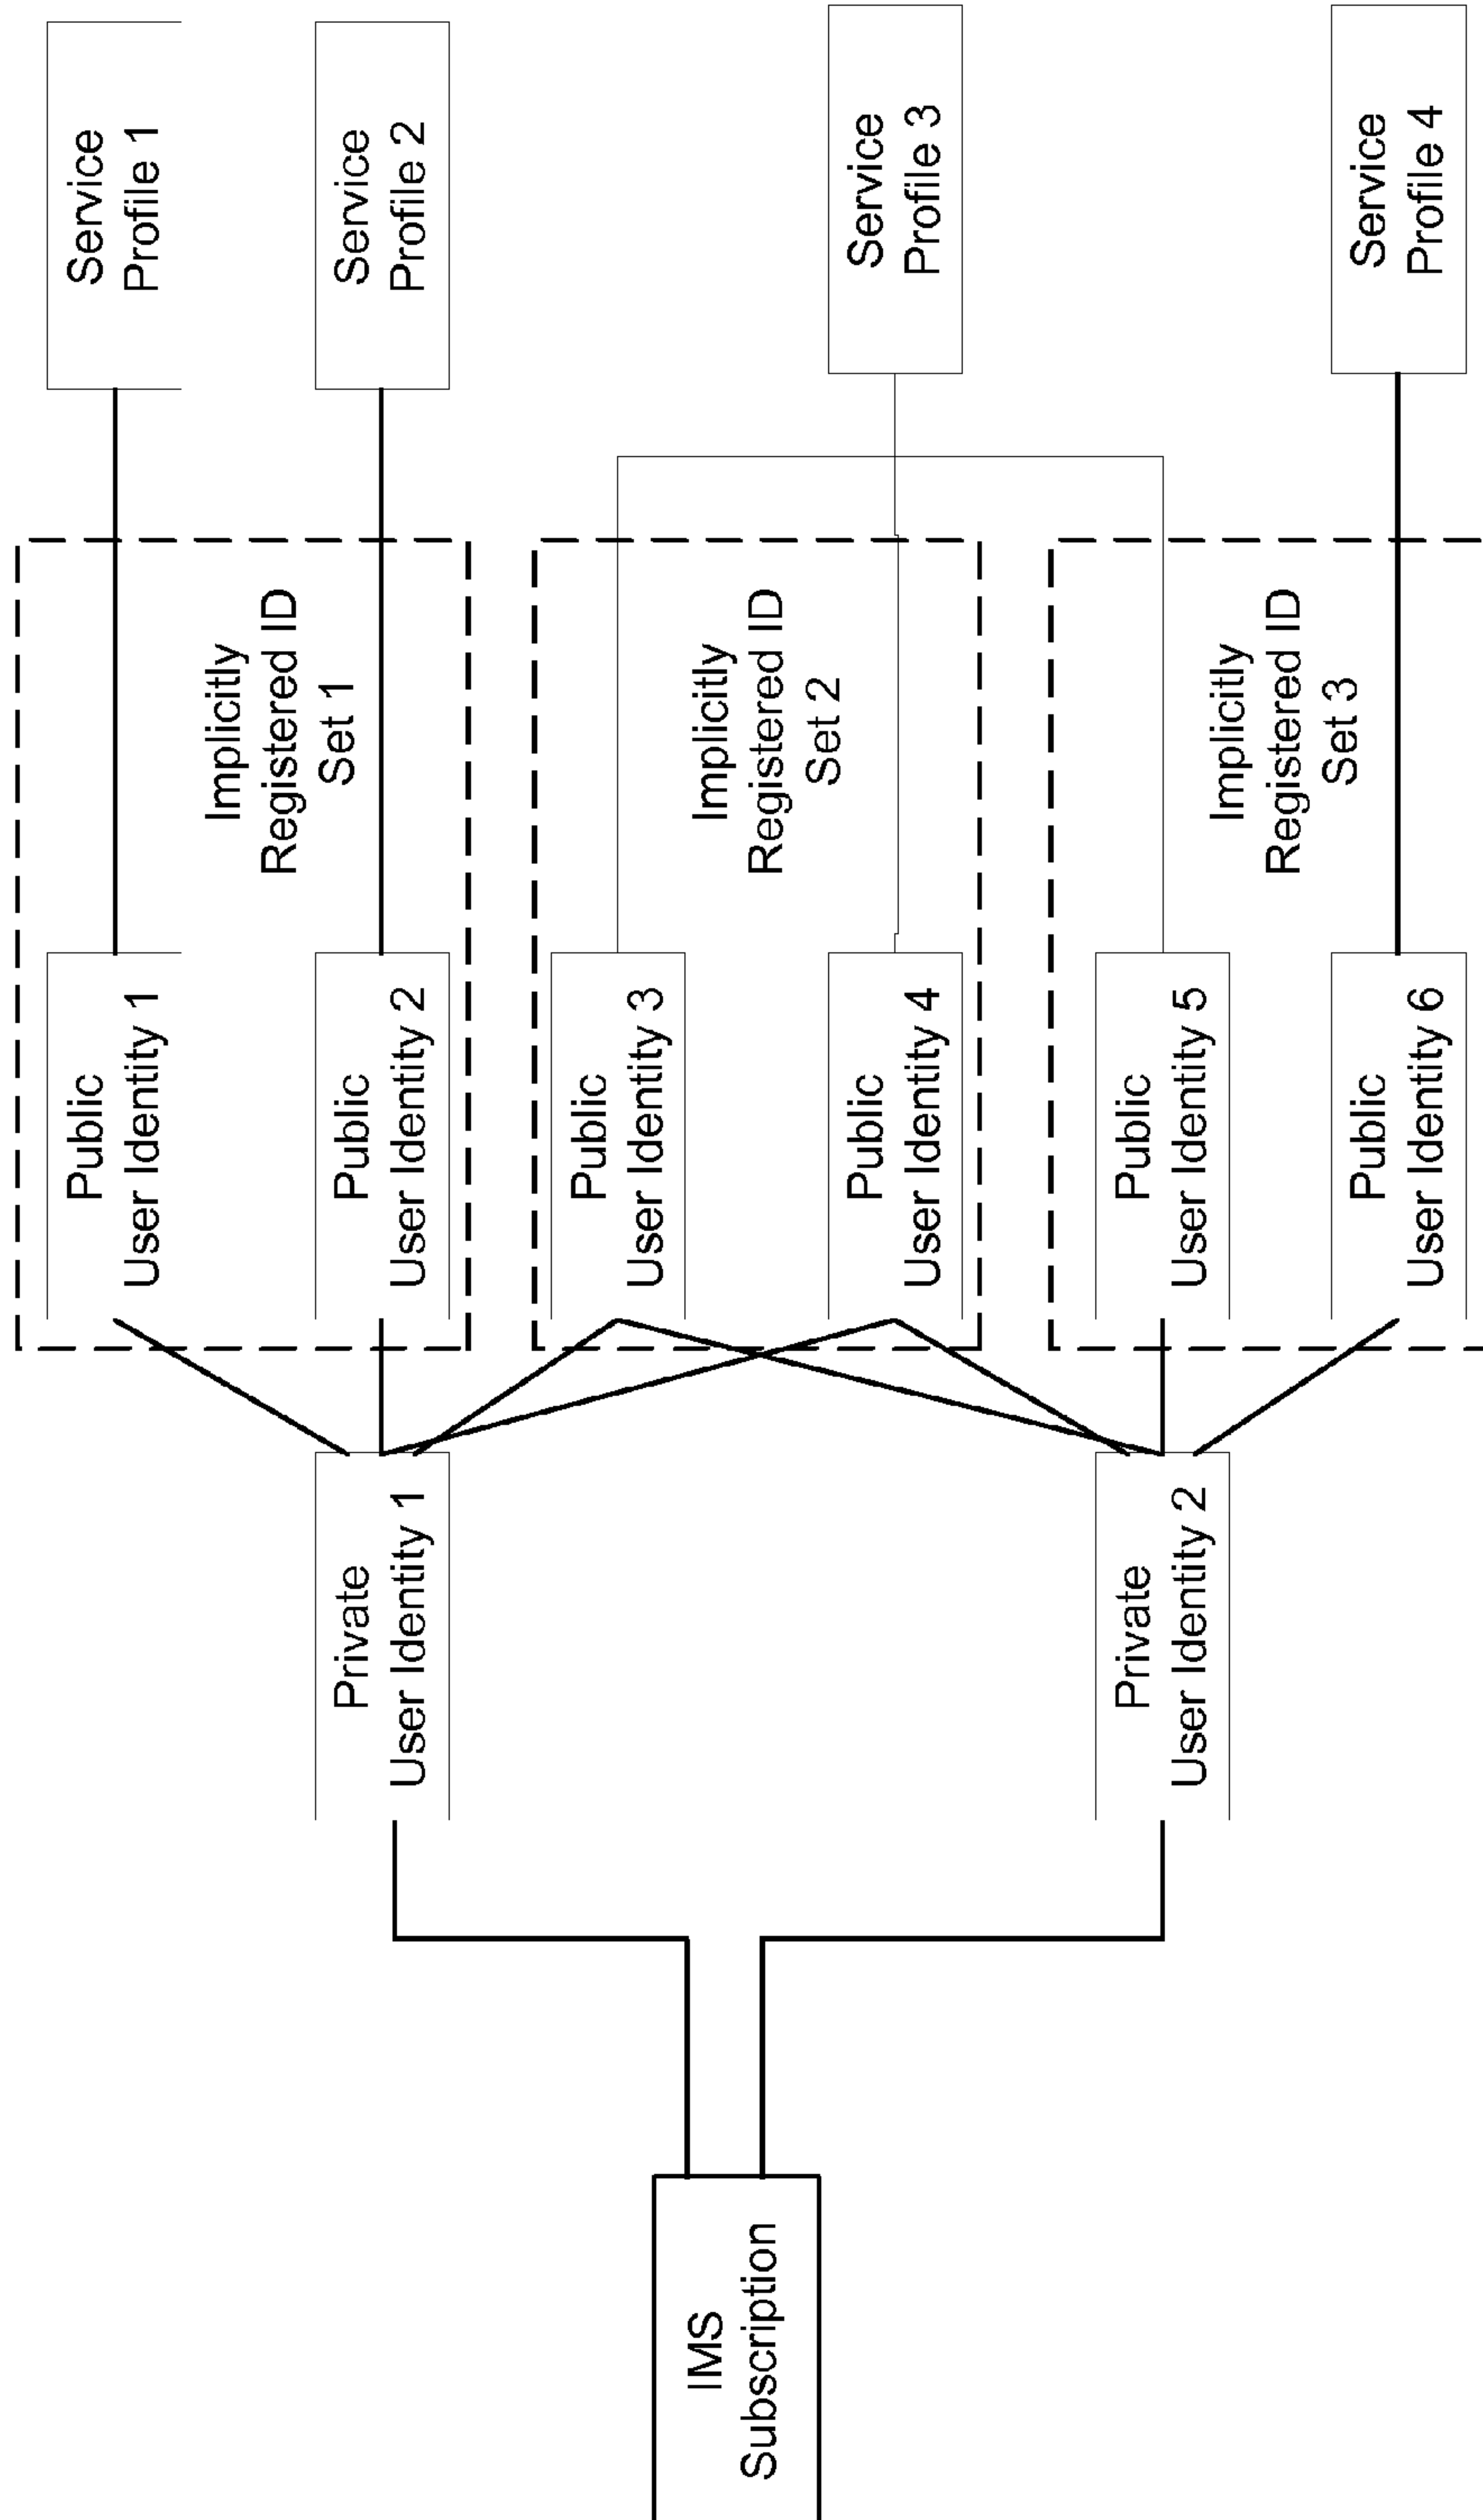 IMS
Subscription
Private
User Identity 1
Private
User Identity 2
Public
User Identity 1
Public
User Identity 2
Public
User Identity 3
Public
User Identity 4
Public
User Identity 5
Public
User Identity 6
Implicitly
Registered ID
Set 1
Implicitly
Registered ID
Set 2
Implicitly
Registered ID
Set 3
Service
Profile 1
Service
Profile 2
Service
Profile 3
Service
Profile 4